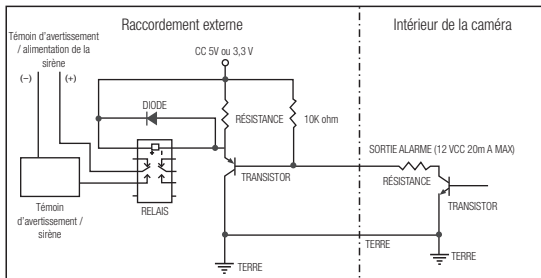 Raccordement externe
Intérieur de la caméra
Témoin d'avertissement
/ alimentation de la
sirène
(−)
(+)
CC 5V ou 3,3 V
DIODE
RÉSISTANCE
10K ohm
SORTIE ALARME (12 VCC 20m A MAX)
RÉSISTANCE
TRANSISTOR
TRANSISTOR
RELAIS
Témoin
d'avertissement /
sirène
TERRE
TERRE
TERRE